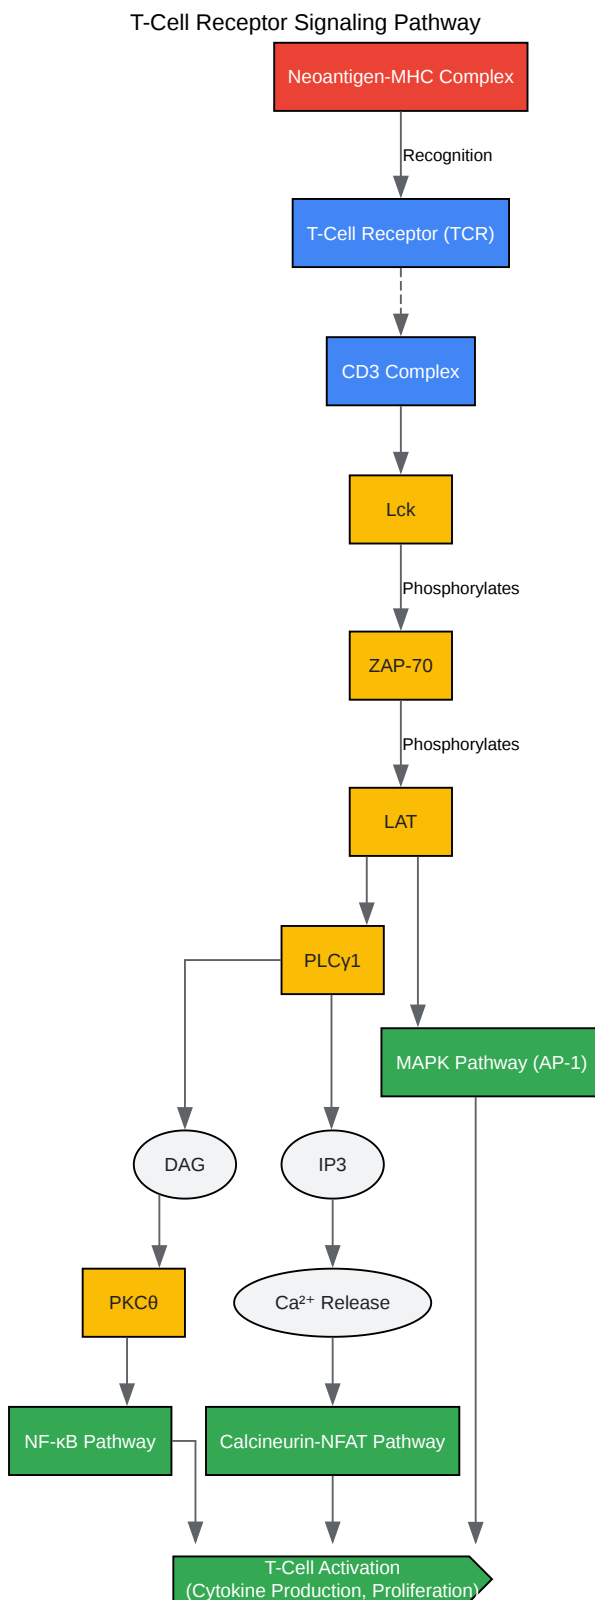 T-Cell Receptor Signaling Pathway
Neoantigen-MHC Complex
Recognition
T-Cell Receptor (TCR)
CD3 Complex
Lck
Phosphorylates
ZAP-70
Phosphorylates
LAT
PLCγ1
MAPK Pathway (AP-1)
DAG
IP3
PKCθ
Ca²⁺ Release
NF-κB Pathway
Calcineurin-NFAT Pathway
T-Cell Activation
(Cytokine Production, Proliferation)